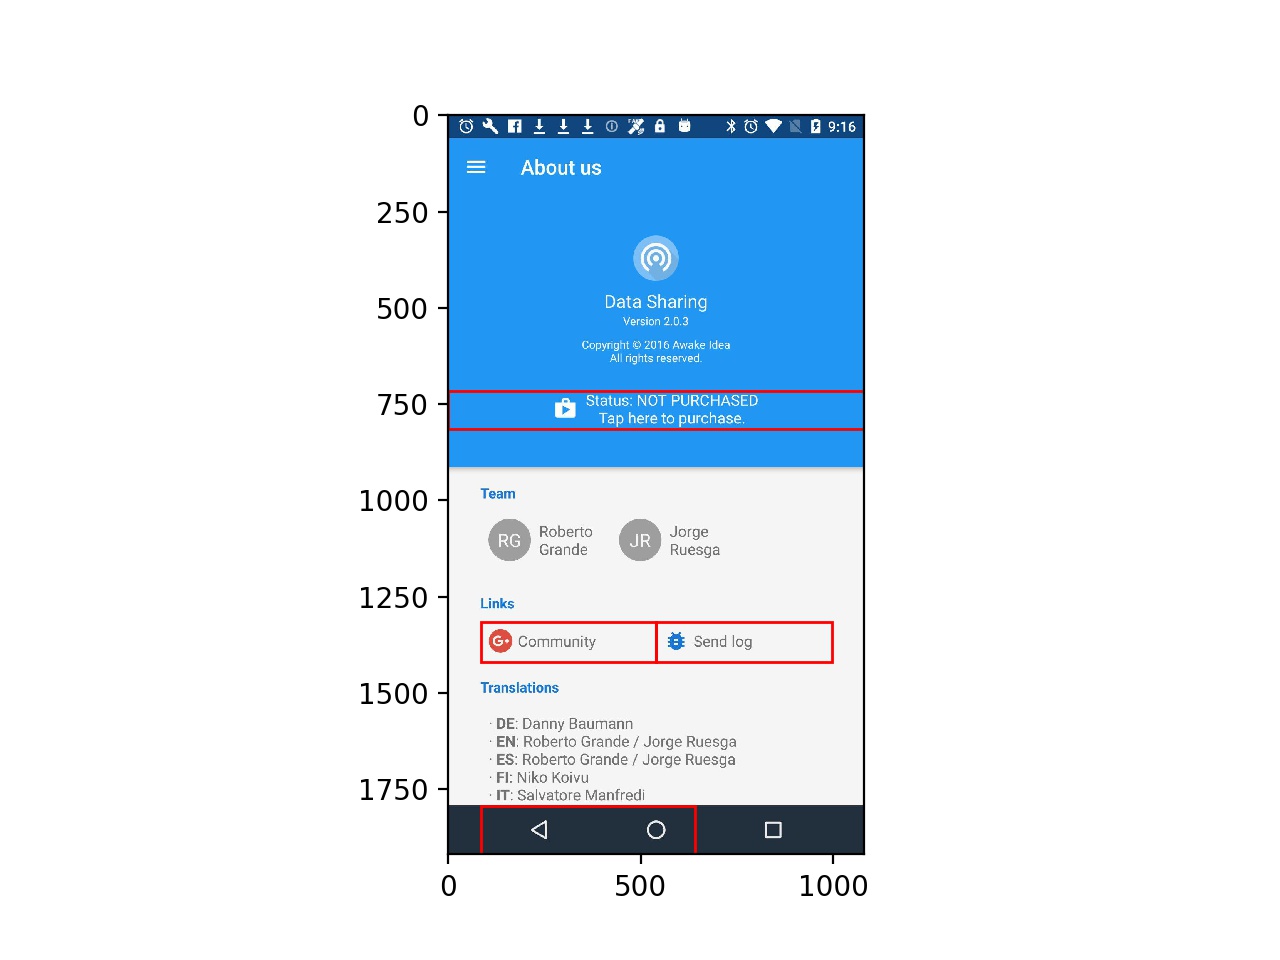 0
250
500
750
1000
1250
1500
1750
0
500
1000
9:16
About us
Data Sharing
Version 2.0.3
Copyright © 2016 Awake Idea
All rights reserved.
Status: NOT PURCHASED
Tap here to purchase.
Team
RG
Roberto
Grande
JR
Jorge
Ruesga
Links
G+ Community
Send log
Translations
· DE: Danny Baumann
· EN: Roberto Grande / Jorge Ruesga
· ES: Roberto Grande / Jorge Ruesga
· FI: Niko Koivu
· IT: Salvatore Manfredi